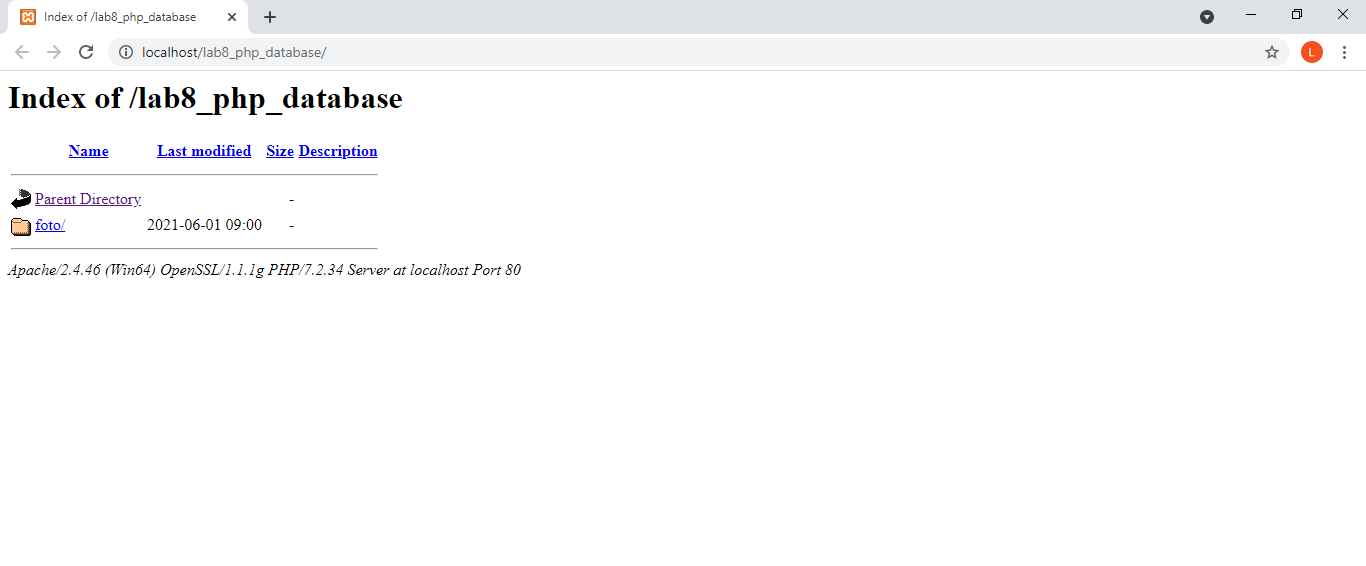 Index of /lab8_php_database
localhost/lab8_php_database/
L
Index of /lab8_php_database
Name Last modified Size Description
Parent Directory -
foto/ 2021-06-01 09:00 -
Apache/2.4.46 (Win64) OpenSSL/1.1.1g PHP/7.2.34 Server at localhost Port 80